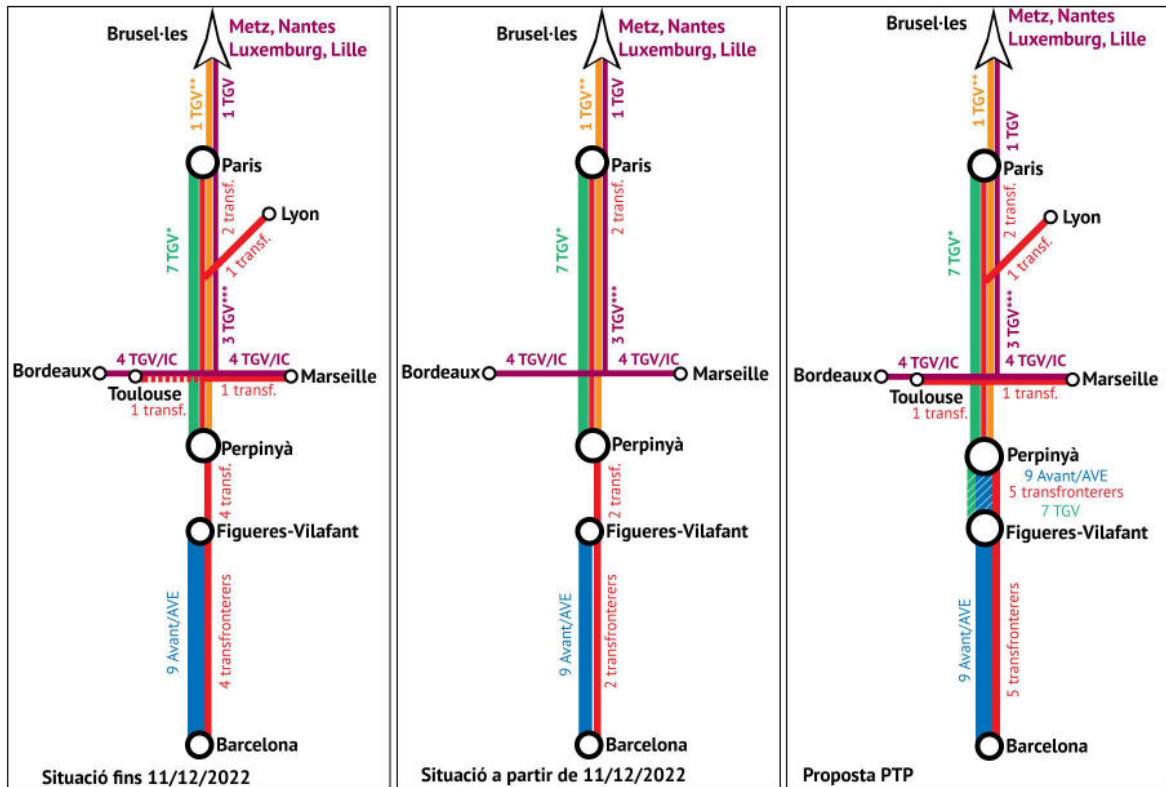 Brusel·les
Metz, Nantes
Luxemburg, Lille
1 TGV**
1 TGV
Paris
2 transf.
Lyon
1 transf.
7 TGV*
3 TGV***
4 TGV/IC
4 TGV/IC
Bordeaux
Marseille
Toulouse
1 transf.
1 transf.
Perpinyà
4 transf.
Figueres-Vilafant
9 Avant/AVE
4 transfronterers
Barcelona
Situació fins 11/12/2022
Brusel·les
Metz, Nantes
Luxemburg, Lille
1 TGV**
1 TGV
Paris
2 transf.
7 TGV*
3 TGV***
4 TGV/IC
4 TGV/IC
Bordeaux
Marseille
Perpinyà
2 transf.
Figueres-Vilafant
9 Avant/AVE
2 transfronterers
Barcelona
Situació a partir de 11/12/2022
Brusel·les
Metz, Nantes
Luxemburg, Lille
1 TGV**
1 TGV
Paris
2 transf.
Lyon
1 transf.
7 TGV*
3 TGV***
4 TGV/IC
4 TGV/IC
Bordeaux
Marseille
Toulouse
1 transf.
1 transf.
Perpinyà
9 Avant/AVE
5 transfronterers
7 TGV
Figueres-Vilafant
9 Avant/AVE
5 transfronterers
Barcelona
Proposta PTP